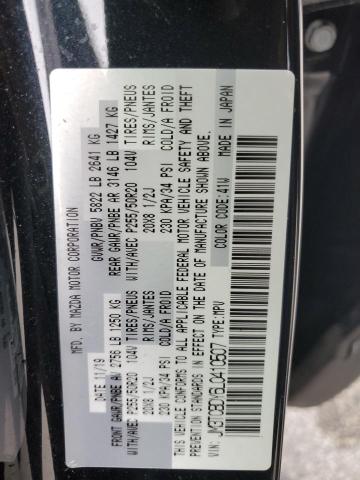 MFD. BY MAZDA MOTOR CORPORATION
DATE 11/19 GVWR/PNBV 5822 LB 2641 KG
FRONT GAWR/PNBE AV 2756 LB 1250 KG REAR GAWR/PNBE AR 3146 LB 1427 KG
WITH/AVEC P255/50R20 104V TIRES/PNEUS WITH/AVEC P255/50R20 104V TIRES/PNEUS
20X8 1/2J RIMS/JANTES 20X8 1/2J RIMS/JANTES
230 KPA/34 PSI COLD/A FROID 230 KPA/34 PSI COLD/A FROID
THIS VEHICLE CONFORMS TO ALL APPLICABLE FEDERAL MOTOR VEHICLE SAFETY AND THEFT
PREVENTION STANDARDS IN EFFECT ON THE DATE OF MANUFACTURE SHOWN ABOVE.
VIN: TYPE: MPV COLOR CODE: 41W MADE IN JAPAN